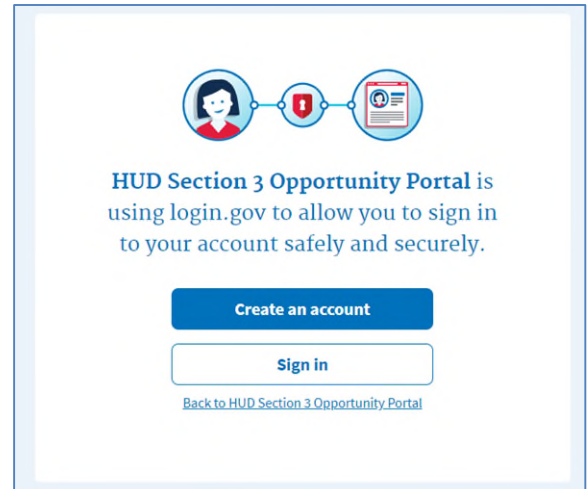 HUD Section 3 Opportunity Portal is
using login.gov to allow you to sign in
to your account safely and securely.
Create an account
Sign in
Back to HUD Section 3 Opportunity Portal